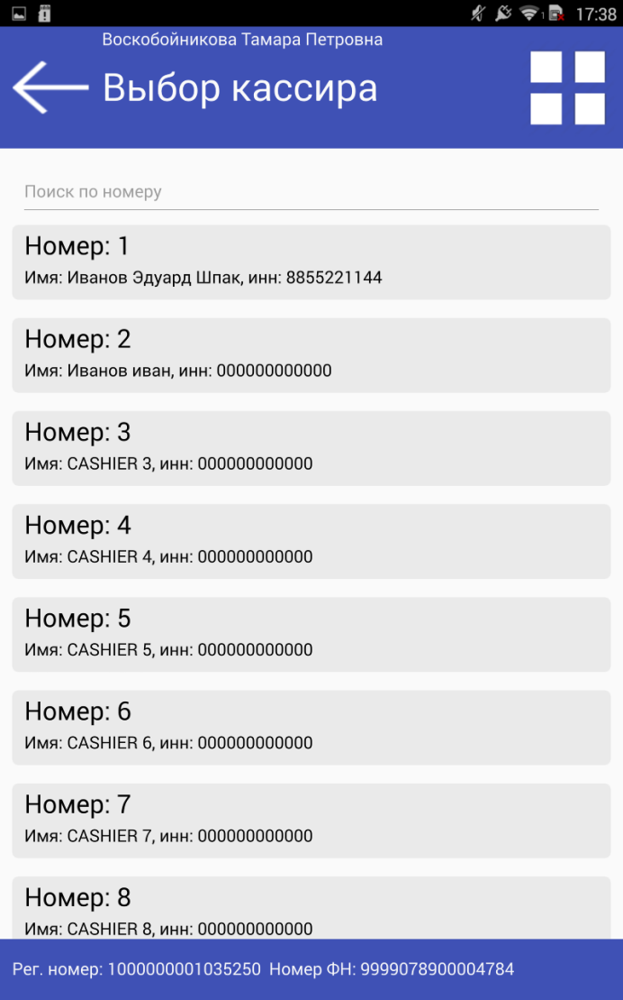 17:38
Воскобойникова Тамара Петровна
Выбор кассира
Поиск по номеру
Номер: 1
Имя: Иванов Эдуард Шпак, инн: 8855221144
Номер: 2
Имя: Иванов иван, инн: 000000000000
Номер: 3
Имя: CASHIER 3, инн: 000000000000
Номер: 4
Имя: CASHIER 4, инн: 000000000000
Номер: 5
Имя: CASHIER 5, инн: 000000000000
Номер: 6
Имя: CASHIER 6, инн: 000000000000
Номер: 7
Имя: CASHIER 7, инн: 000000000000
Номер: 8
Имя: CASHIER 8, инн: 000000000000
Рег. номер: 1000000001035250 Номер ФН: 9999078900004784